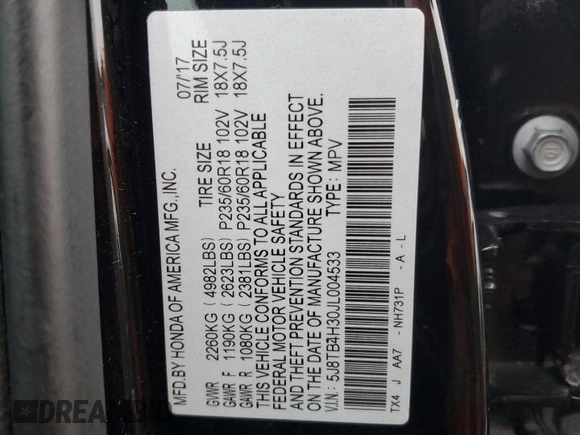 MFD.BY HONDA OF AMERICA MFG.,INC. 07/'17
TIRE SIZE RIM SIZE
GVWR 2260KG ( 4982LBS)
GAWR F 1190KG ( 2623LBS) P235/60R18 102V 18X7.5J
GAWR R 1080KG ( 2381LBS) P235/60R18 102V 18X7.5J
THIS VEHICLE CONFORMS TO ALL APPLICABLE
FEDERAL MOTOR VEHICLE SAFETY
AND THEFT PREVENTION STANDARDS IN EFFECT
ON THE DATE OF MANUFACTURE SHOWN ABOVE.
V.I.N.: 5J8TB4H30JL004533 TYPE: MPV
TX4 J AA7 -NH731P -A -L
DREAMBID